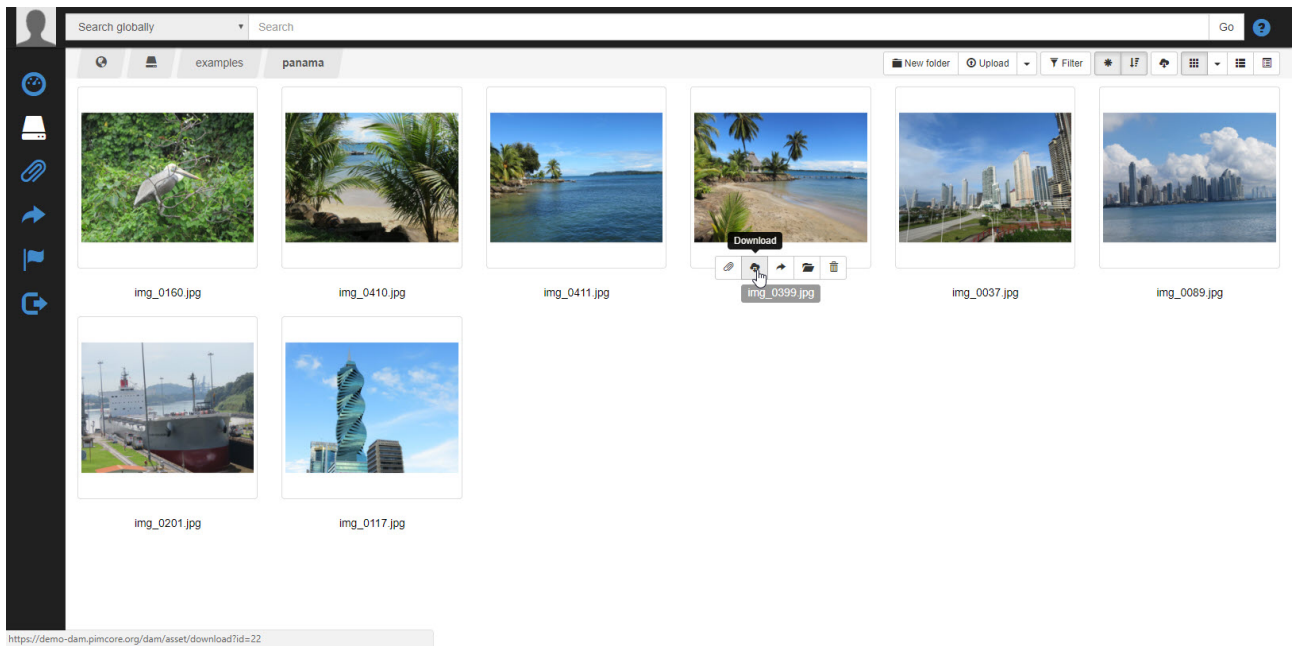 Search globally
Search
Go
?
examples
panama
New folder
Upload
Filter
Download
img_0160.jpg
img_0410.jpg
img_0411.jpg
img_0399.jpg
img_0037.jpg
img_0089.jpg
img_0201.jpg
img_0117.jpg
https://demo-dam.pimcore.org/dam/asset/download?id=22